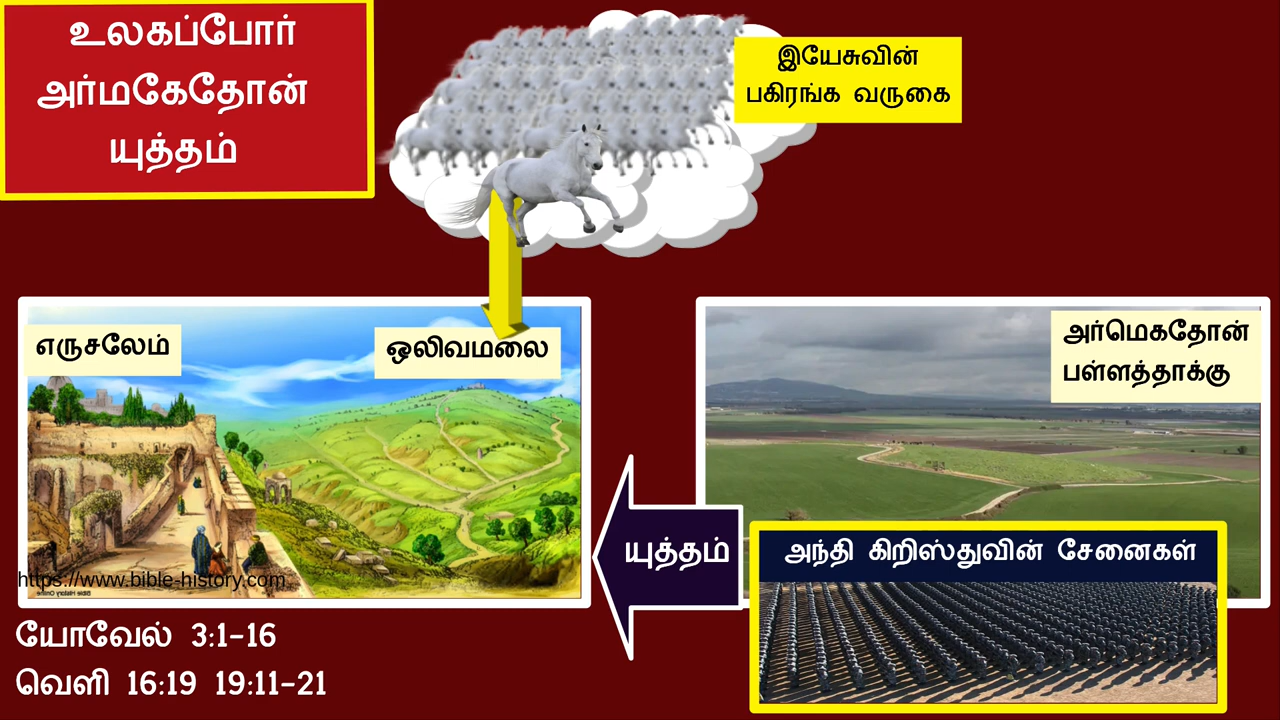 உலகப்போர்
அர்மகேதோன்
யுத்தம்
இயேசுவின்
பகிரங்க வருகை
எருசலேம்
ஒலிவமலை
அர்மெகதோன்
பள்ளத்தாக்கு
யுத்தம்
அந்தி கிறிஸ்துவின் சேனைகள்
https://www.bible-history.com
யோவேல் 3:1-16
வெளி 16:19 19:11-21